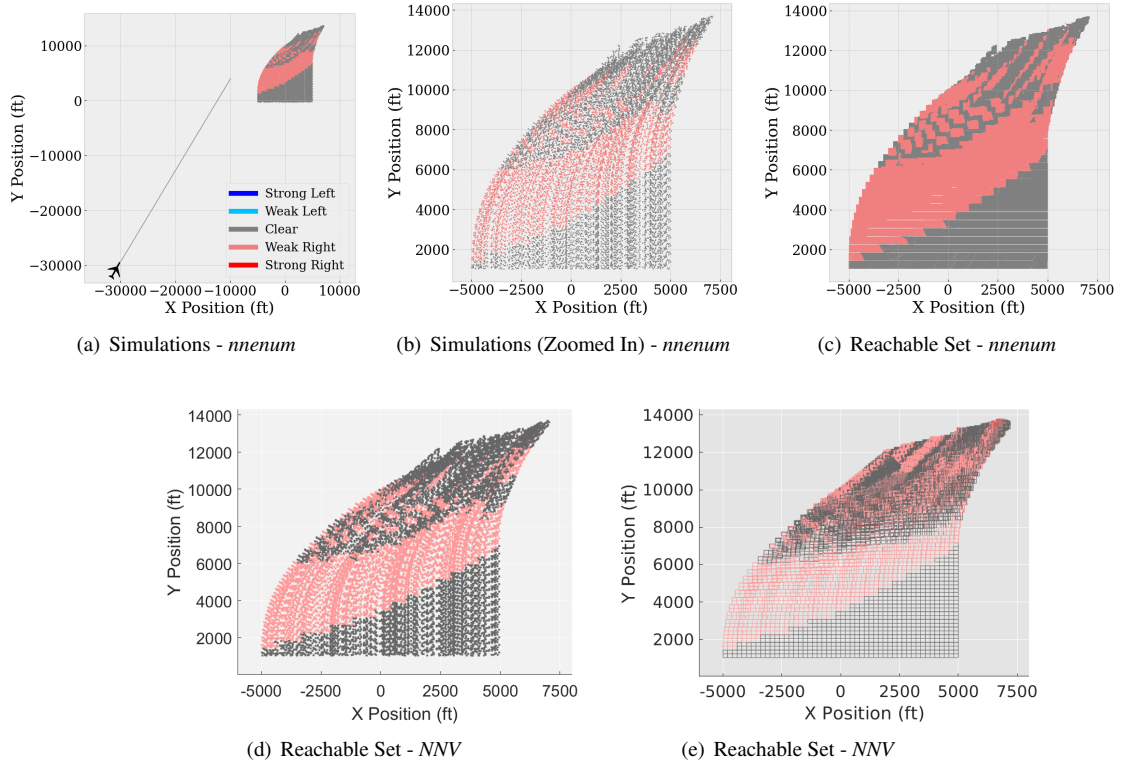 10000
0
−10000
−20000
−30000
Y Position (ft)
Strong Left
Weak Left
Clear
Weak Right
Strong Right
−30000 −20000 −10000 0 10000
X Position (ft)
(a) Simulations - nnenum
14000
12000
10000
8000
6000
4000
2000
Y Position (ft)
−5000 −2500 0 2500 5000 7500
X Position (ft)
(b) Simulations (Zoomed In) - nnenum
14000
12000
10000
8000
6000
4000
2000
Y Position (ft)
−5000 −2500 0 2500 5000 7500
X Position (ft)
(c) Reachable Set - nnenum
14000
12000
10000
8000
6000
4000
2000
Y Position (ft)
-5000 -2500 0 2500 5000 7500
X Position (ft)
(d) Reachable Set - NNV
14000
12000
10000
8000
6000
4000
2000
Y Position (ft)
-5000 -2500 0 2500 5000 7500
X Position (ft)
(e) Reachable Set - NNV